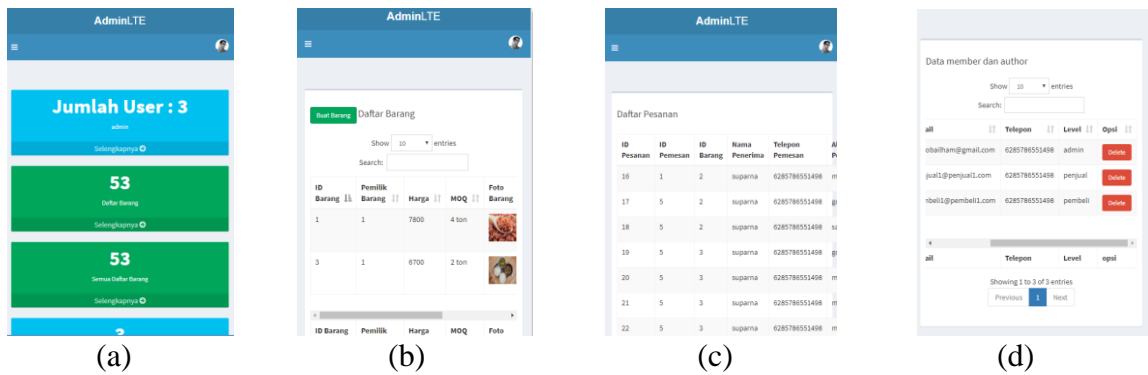 AdminLTE
Jumlah User : 3
admin
Selengkapnya
53
Daftar Barang
Selengkapnya
53
Semua Daftar Barang
Selengkapnya
(a)
AdminLTE
Buat Barang Daftar Barang
Show 10 entries
Search:
ID Barang Pemilik Barang Harga MOQ Foto Barang
1 1 7800 4 ton
3 1 6700 2 ton
ID Barang Pemilik Harga MOQ Foto
(b)
AdminLTE
Daftar Pesanan
ID Pesanan ID Pemesan ID Barang Nama Penerima Telepon Pemesan
16 1 2 suparna 6285786551498
17 5 2 suparna 6285786551498
18 5 2 suparna 6285786551498
19 5 3 suparna 6285786551498
20 5 3 suparna 6285786551498
21 5 3 suparna 6285786551498
22 5 3 suparna 6285786551498
(c)
Data member dan author
Show 10 entries
Search:
ail Telepon Level Opsi
obailham@gmail.com 6285786551498 admin Delete
jual1@penjual1.com 6285786551498 penjual Delete
nbeli1@pembeli1.com 6285786551498 pembeli Delete
ail Telepon Level opsi
Showing 1 to 3 of 3 entries
Previous 1 Next
(d)